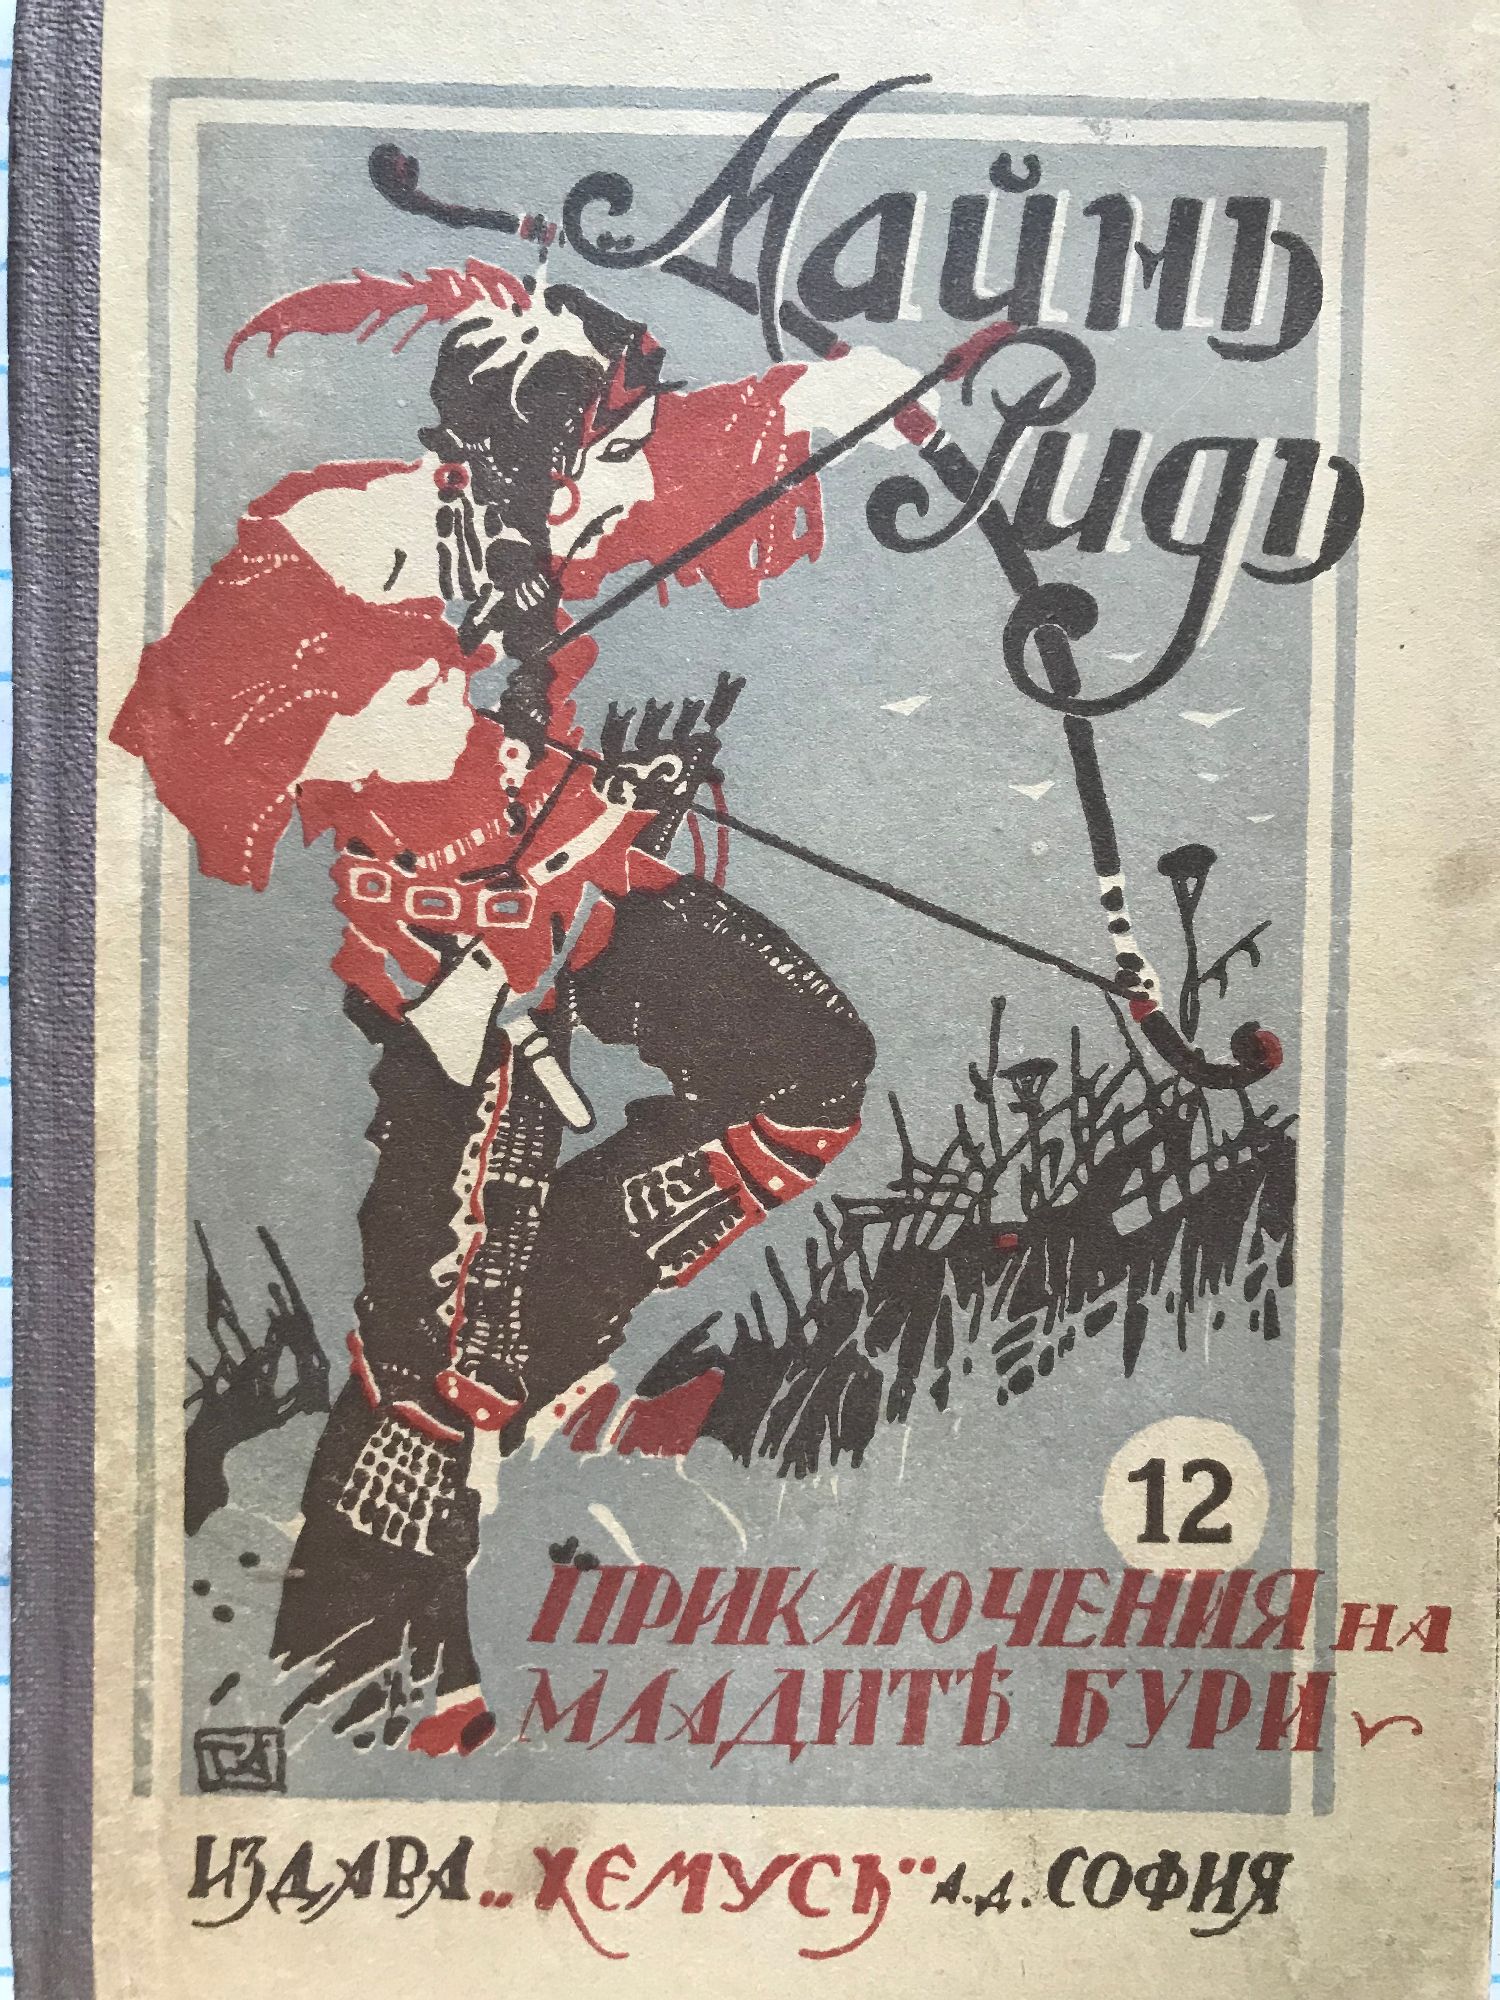 Майнъ
Ридъ
12
ПРИКЛЮЧЕНИЯ НА
МЛАДИТѢ БУРИ
ИЗДАВА „ХЕМУСЪ“ А.Д. СОФИЯ